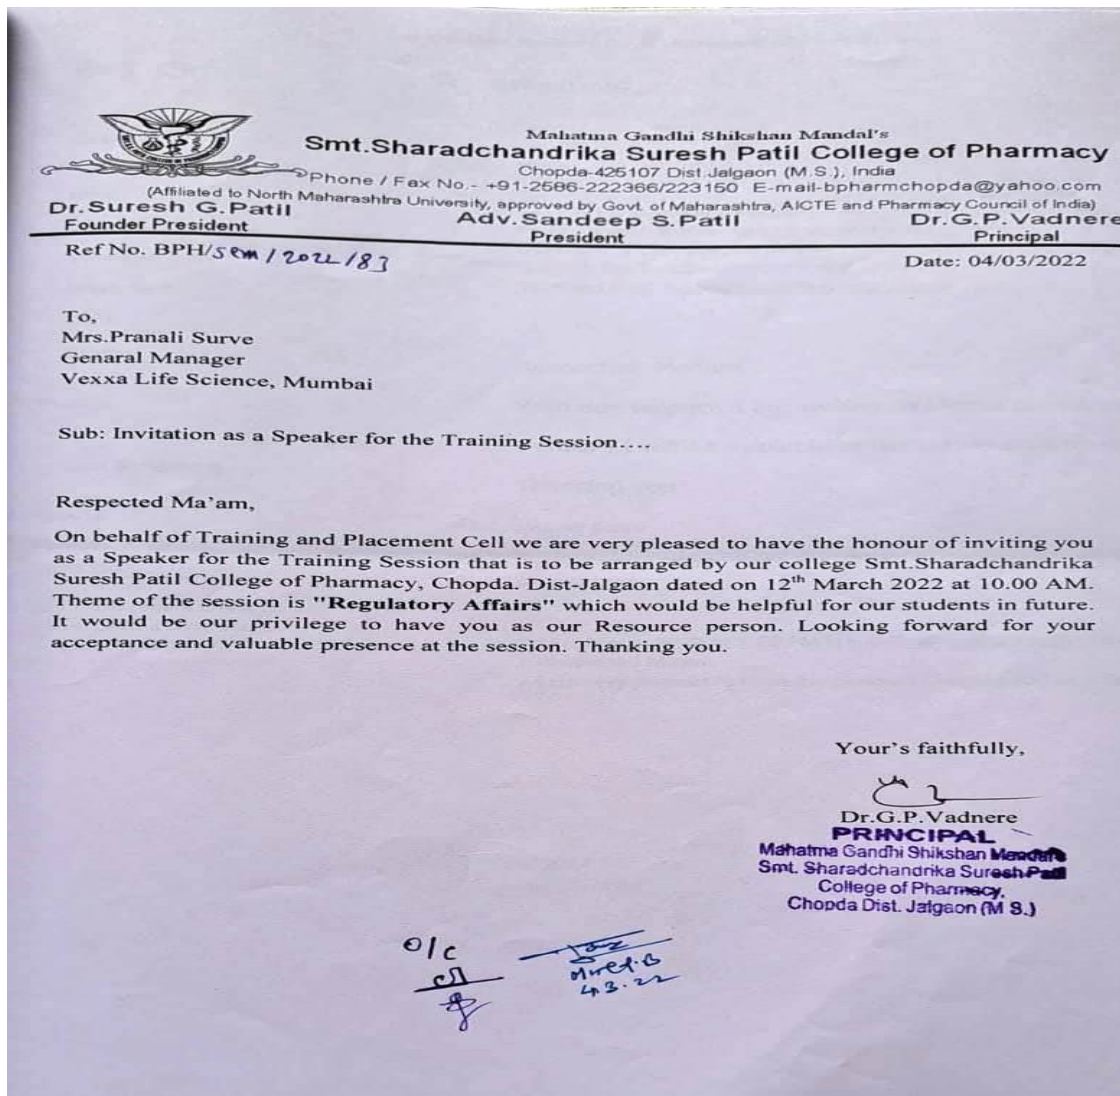 Mahatma Gandhi Shikshan Mandal's
Smt.Sharadchandrika Suresh Patil College of Pharmacy
Chopda-425107 Dist.Jalgaon (M.S.), India
Phone / Fax No.- +91-2586-222366/223150 E-mail-bpharmchopda@yahoo.com
(Affiliated to North Maharashtra University, approved by Govt. of Maharashtra, AICTE and Pharmacy Council of India)
Dr.Suresh G.Patil Adv.Sandeep S.Patil Dr.G.P.Vadnere
Founder President President Principal
Ref No. BPH/Sem/2022/83 Date: 04/03/2022
To,
Mrs.Pranali Surve
Genaral Manager
Vexxa Life Science, Mumbai
Sub: Invitation as a Speaker for the Training Session....
Respected Ma'am,
On behalf of Training and Placement Cell we are very pleased to have the honour of inviting you
as a Speaker for the Training Session that is to be arranged by our college Smt.Sharadchandrika
Suresh Patil College of Pharmacy, Chopda. Dist-Jalgaon dated on 12th March 2022 at 10.00 AM.
Theme of the session is "Regulatory Affairs" which would be helpful for our students in future.
It would be our privilege to have you as our Resource person. Looking forward for your
acceptance and valuable presence at the session. Thanking you.
Your's faithfully,
Dr.G.P.Vadnere
PRINCIPAL
Mahatma Gandhi Shikshan Mandal's
Smt. Sharadchandrika Suresh Patil
College of Pharmacy,
Chopda Dist. Jalgaon (M S.)
O/C
4.3.22